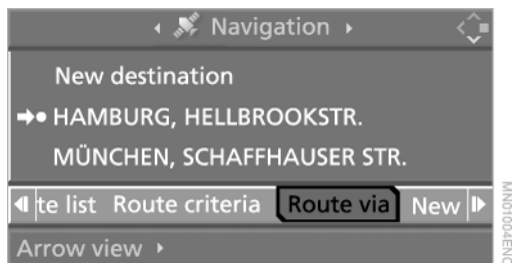 Navigation
New destination
HAMBURG, HELLBROOKSTR.
MÜNCHEN, SCHAFFHAUSER STR.
te list Route criteria Route via New
Arrow view
MN01004ENC